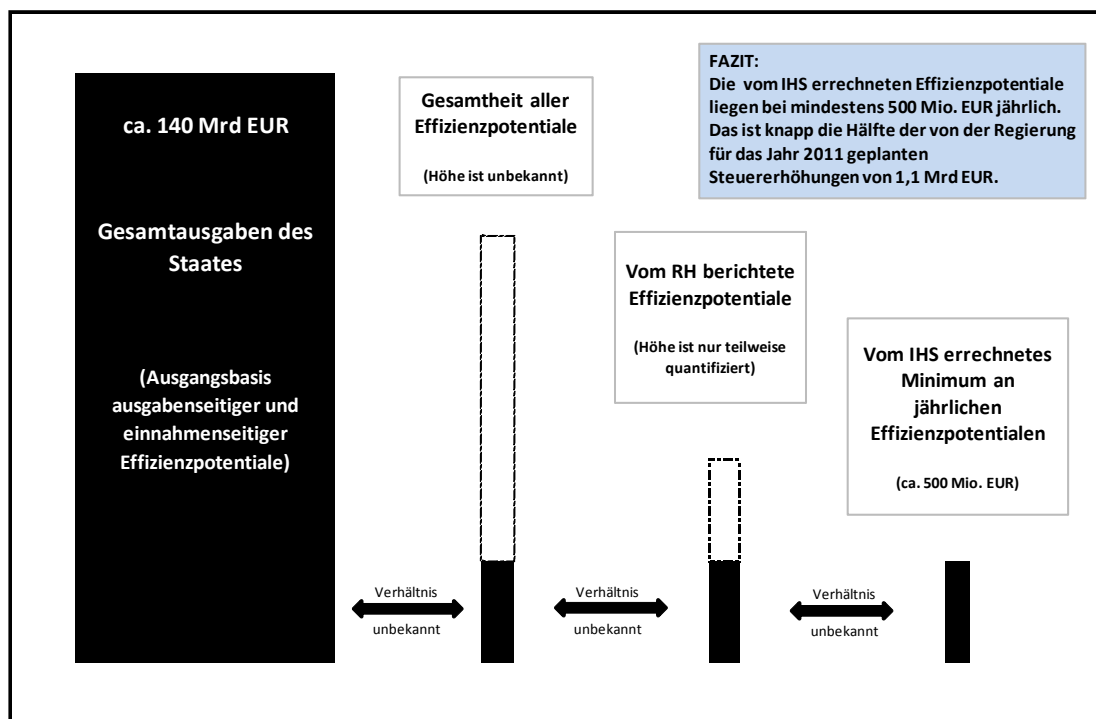 ca. 140 Mrd EUR
Gesamtausgaben des
Staates
(Ausgangsbasis
ausgabenseitiger und
einnahmenseitiger
Effizienzpotentiale)
Gesamtheit aller
Effizienzpotentiale
(Höhe ist unbekannt)
FAZIT:
Die vom IHS errechneten Effizienzpotentiale
liegen bei mindestens 500 Mio. EUR jährlich.
Das ist knapp die Hälfte der von der Regierung
für das Jahr 2011 geplanten
Steuererhöhungen von 1,1 Mrd EUR.
Vom RH berichtete
Effizienzpotentiale
(Höhe ist nur teilweise
quantifiziert)
Vom IHS errechnetes
Minimum an
jährlichen
Effizienzpotentialen
(ca. 500 Mio. EUR)
Verhältnis
unbekannt
Verhältnis
unbekannt
Verhältnis
unbekannt